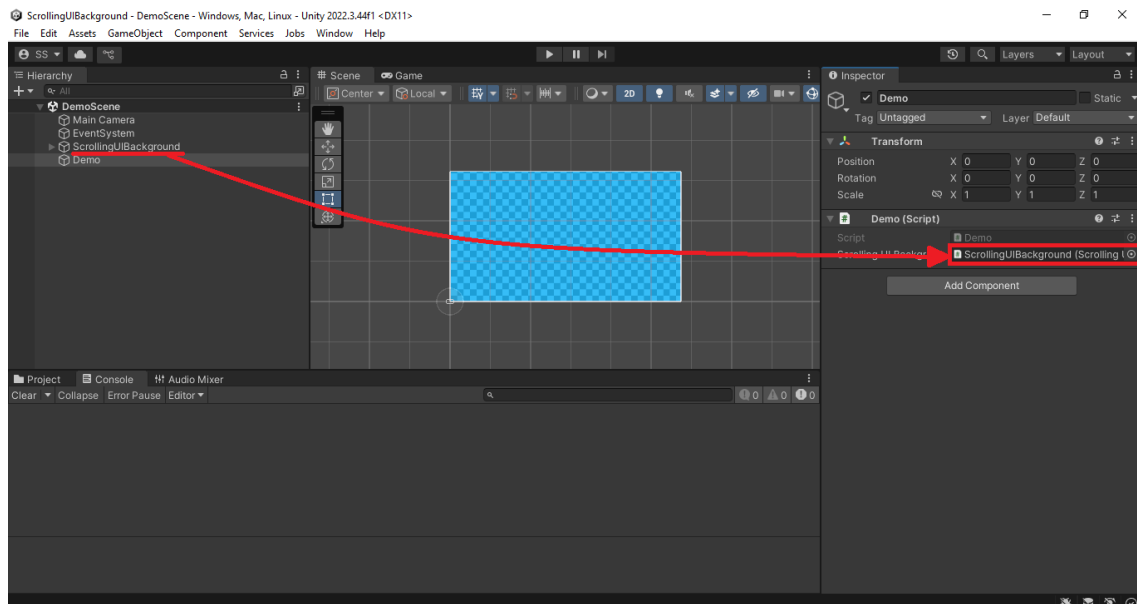 ScrollingUIBackground - DemoScene - Windows, Mac, Linux - Unity 2022.3.44f1 <DX11>
File Edit Assets GameObject Component Services Jobs Window Help
SS Layers Layout
Hierarchy
All
DemoScene
Main Camera
EventSystem
ScrollingUIBackground
Demo
Scene Game
Center Local 2D
Inspector
Demo Static
Tag Untagged Layer Default
Transform
Position X 0 Y 0 Z 0
Rotation X 0 Y 0 Z 0
Scale X 1 Y 1 Z 1
Demo (Script)
Script Demo
Scrolling UI Backgr ScrollingUIBackground (Scrolling U
Add Component
Project Console Audio Mixer
Clear Collapse Error Pause Editor 0 0 0